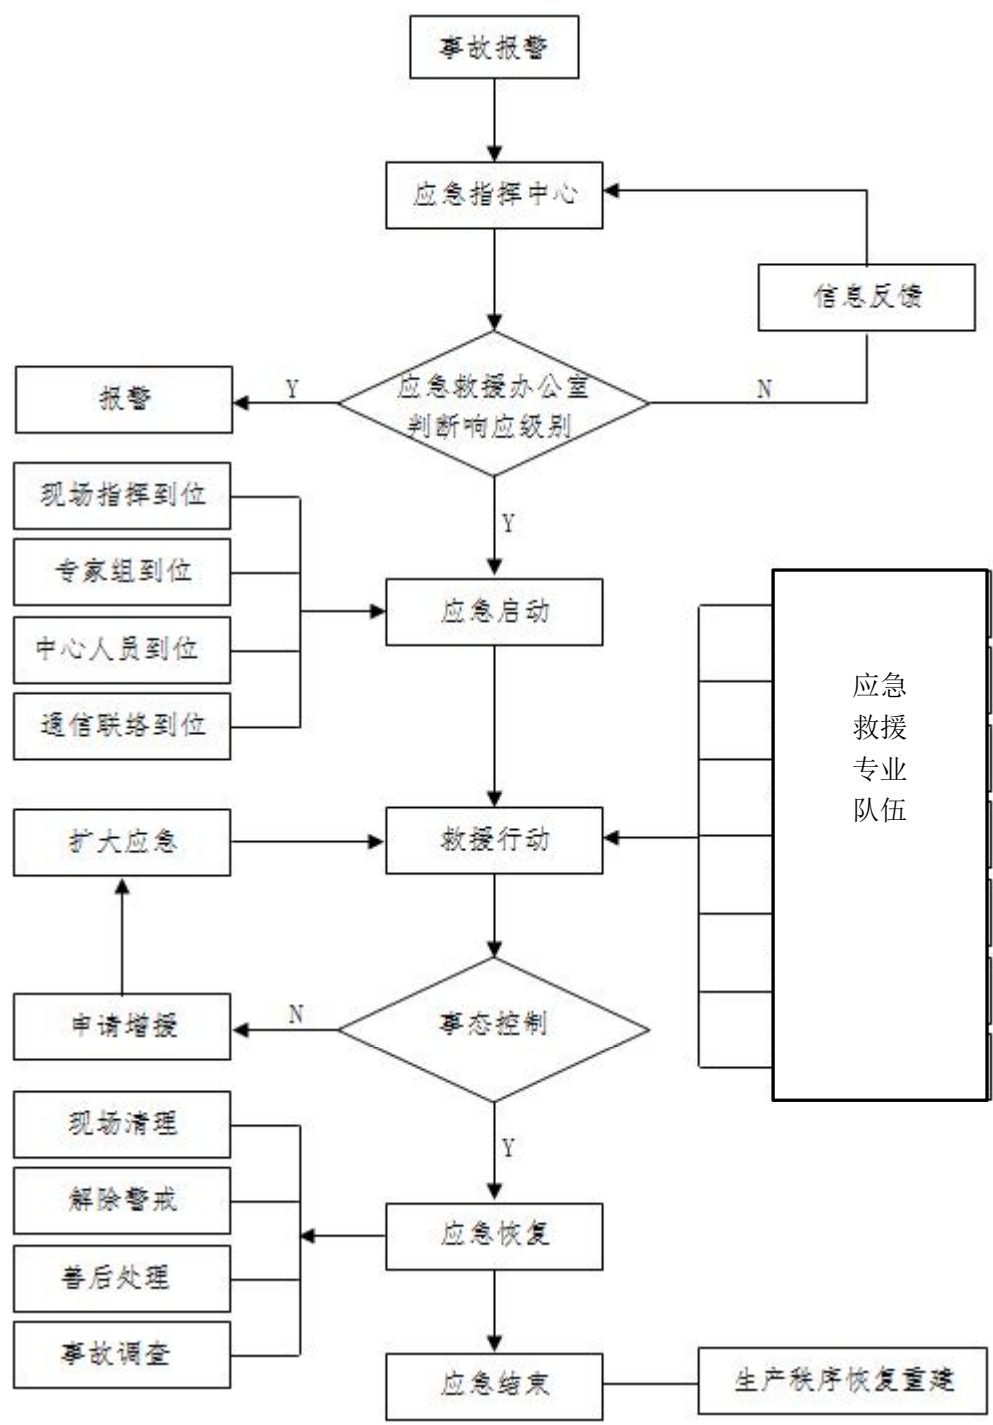 事故报警
应急指挥中心
信息反馈
报警
Y
应急救援办公室
判断响应级别
N
现场指挥到位
Y
专家组到位
应急启动
中心人员到位
通信联络到位
应急
救援
专业
队伍
扩大应急
救援行动
申请增援
N
事态控制
现场清理
Y
解除警戒
应急恢复
善后处理
事故调查
应急结束
生产秩序恢复重建